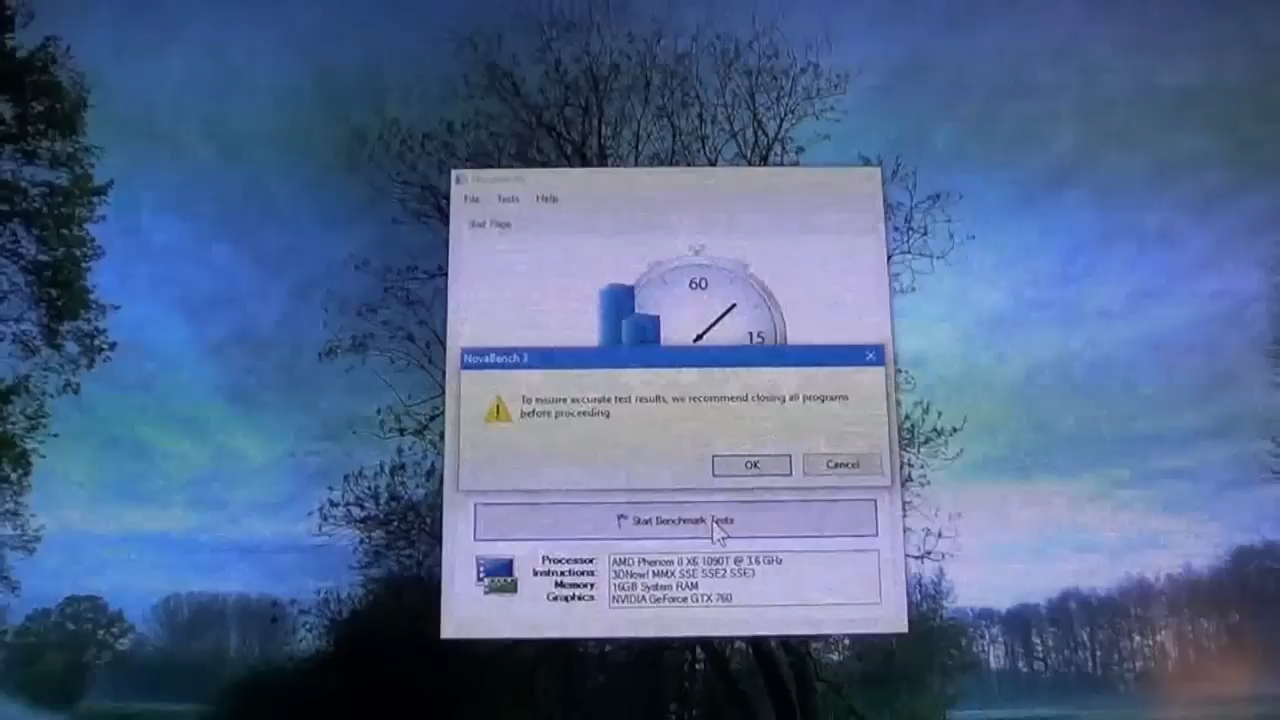 File Tests Help
Start Page
60
15
NovaBench 3
To ensure accurate test results, we recommend closing all programs
before proceeding
OK Cancel
Start Benchmark Tests
Processor: AMD Phenom II X6 1090T @ 3.6 GHz
Instructions: 3DNow! MMX SSE SSE2 SSE3
Memory: 16GB System RAM
Graphics: NVIDIA GeForce GTX 760